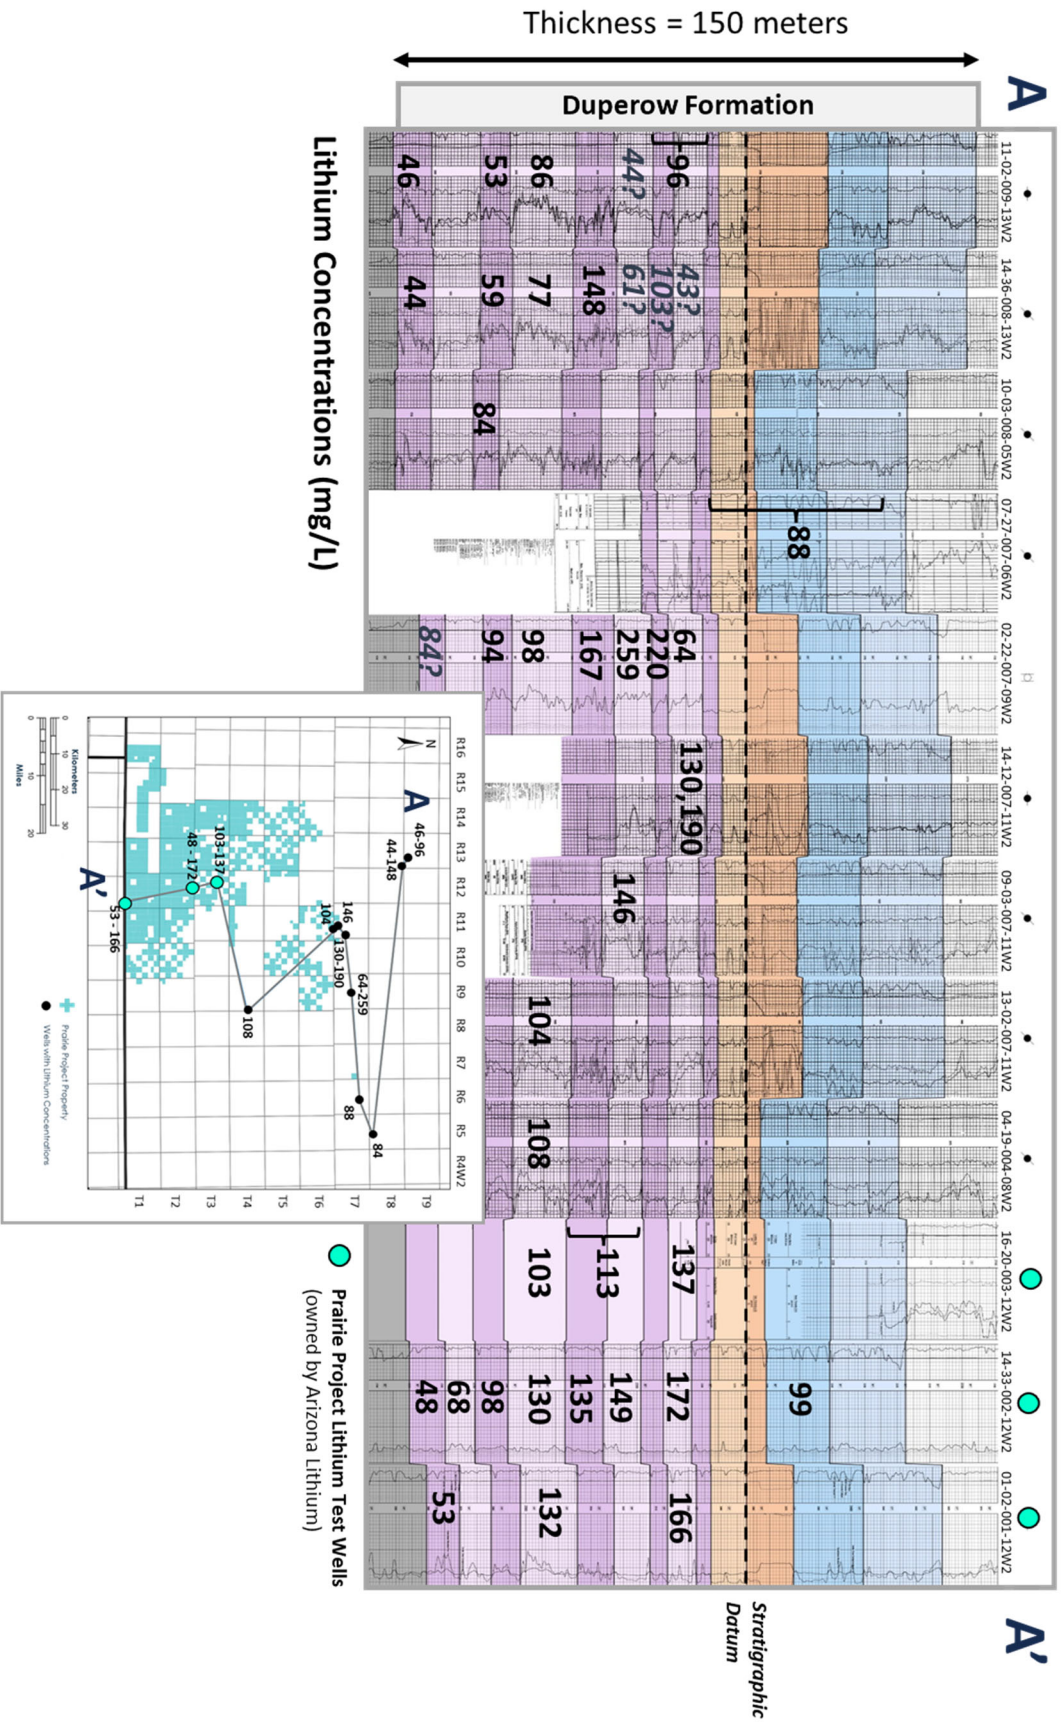 Thickness = 150 meters
Duperow Formation
A
A'
11-02-009-13W2
14-36-008-13W2
10-03-008-05W2
07-27-007-06W2
02-22-007-09W2
14-12-007-11W2
09-03-007-11W2
13-02-007-11W2
04-19-004-08W2
16-20-003-12W2
14-33-002-12W2
01-02-001-12W2
96
44?
86
53
46
43?
103?
61?
148
77
59
44
84
88
64
220
259
167
98
94
84?
130,190
146
104
108
137
113
103
99
172
149
135
130
98
68
48
166
132
53
Stratigraphic
Datum
Lithium Concentrations (mg/L)
R16
R15
R14
R13
R12
R11
R10
R9
R8
R7
R6
R5
R4W2
T9
T8
T7
T6
T5
T4
T3
T2
T1
N
A
46-96
44-148
146
104
130-190
64-259
88
84
108
103-137
48 - 172
53 - 166
A'
Kilometers
0
10
20
30
0
10
20
Miles
Prairie Project Property
Wells with Lithium Concentrations
Prairie Project Lithium Test Wells
(owned by Arizona Lithium)